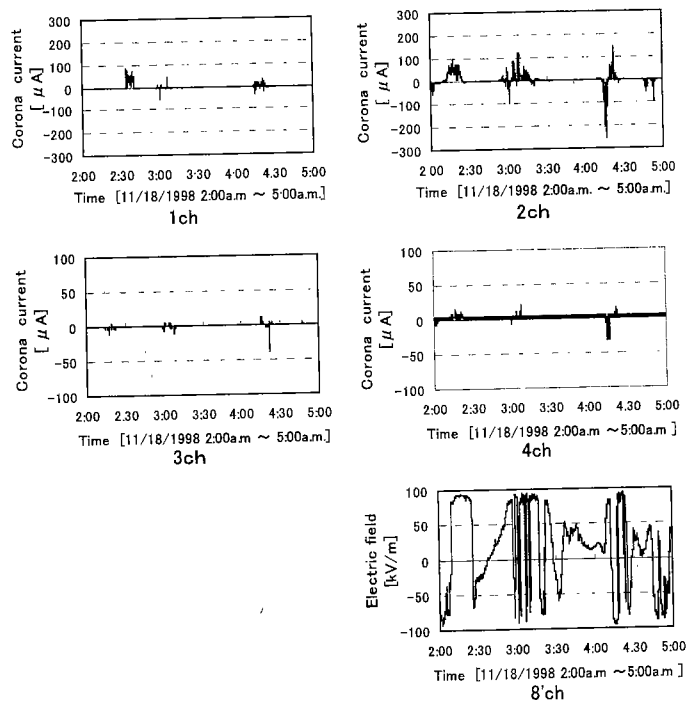 Corona current
[ μA]
300
200
100
0
-100
-200
-300
2:00 2:30 3:00 3:30 4:00 4:30 5:00
Time [11/18/1998 2:00a.m ~ 5:00a.m.]
1ch
Corona current
[ μA]
300
200
100
0
-100
-200
-300
2 00 2:30 3:00 3:30 4:00 4:30 5:00
Time [11/18/1998 2:00a.m. ~ 5:00a.m.]
2ch
Corona current
[ μA]
100
50
0
-50
-100
2:00 2.30 3:00 3:30 4:00 4:30 5:00
Time [11/18/1998 2:00a.m ~ 5:00a.m.]
3ch
Corona current
[ μA]
100
50
0
-50
-100
2:00 2:30 3:00 3:30 4:00 4.30 5:00
Time [11/18/1998 2:00a.m ~5:00a.m ]
4ch
Electric field
[kV/m]
100
50
0
-50
-100
2:00 2:30 3:00 3:30 4:00 4.30 5:00
Time [11/18/1998 2:00a.m ~5:00a.m ]
8'ch